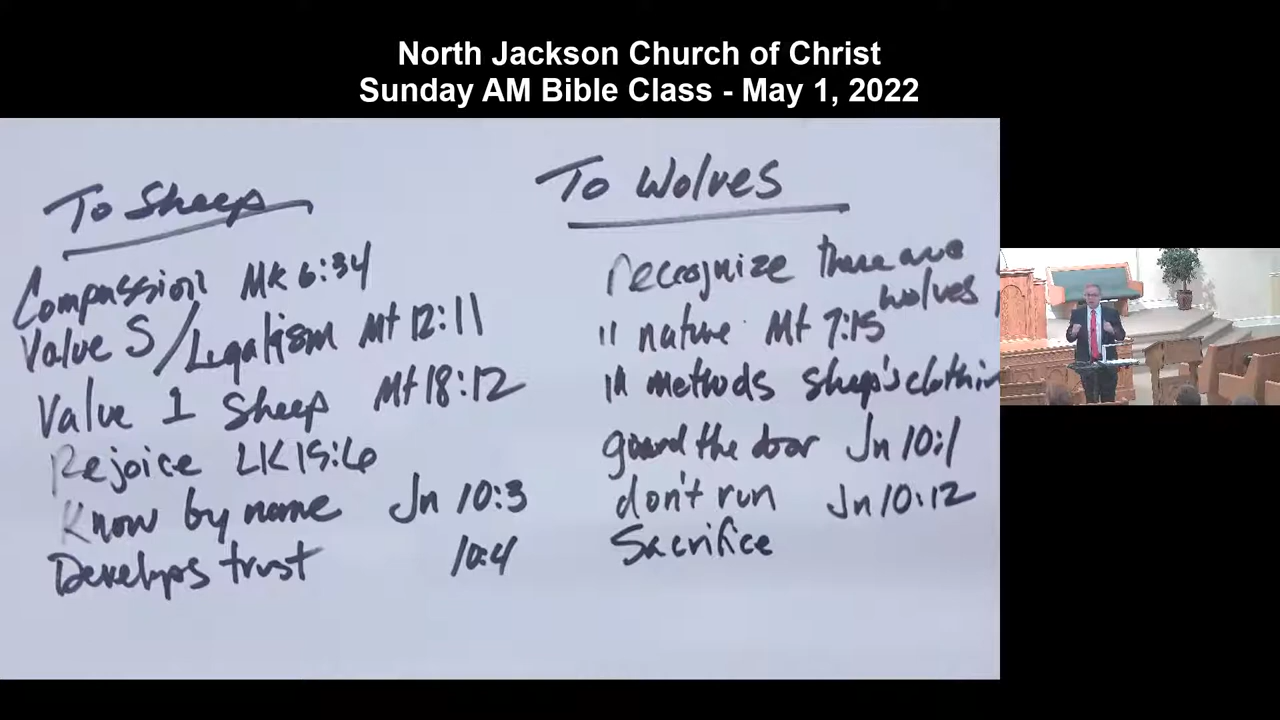 North Jackson Church of Christ
Sunday AM Bible Class - May 1, 2022
To Sheep
Compassion Mk 6:34
Value S/Legalism Mt 12:11
Value 1 Sheep Mt 18:12
Rejoice LK 15:6
Know by name Jn 10:3
Develops trust 10:4
To Wolves
recognize there are
wolves
" nature Mt 7:15
" methods sheep's clothin
guard the door Jn 10:1
don't run Jn 10:12
Sacrifice